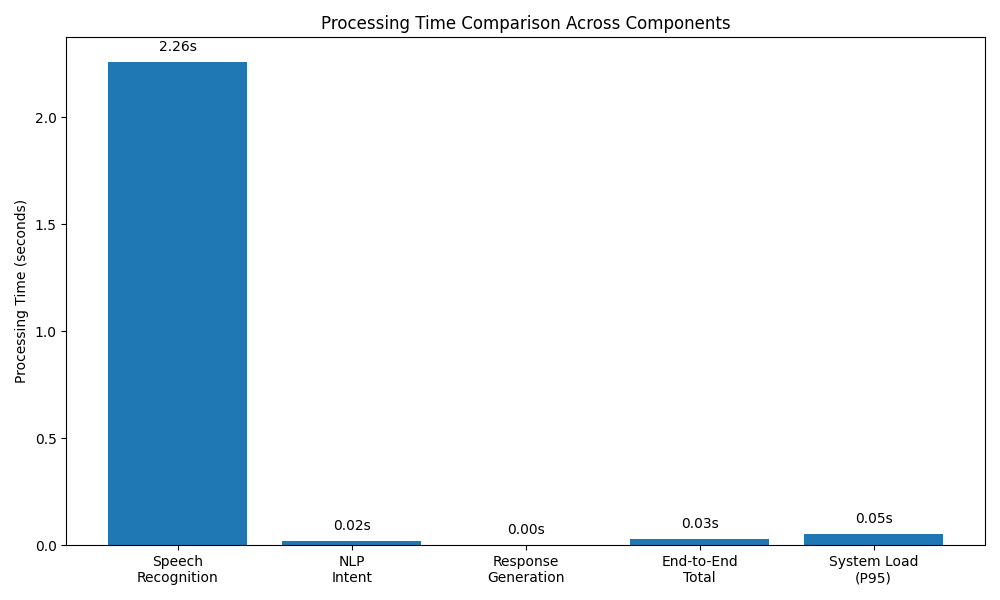 Processing Time Comparison Across Components
2.26s
0.02s
0.00s
0.03s
0.05s
Processing Time (seconds)
2.0
1.5
1.0
0.5
0.0
Speech
Recognition
NLP
Intent
Response
Generation
End-to-End
Total
System Load
(P95)